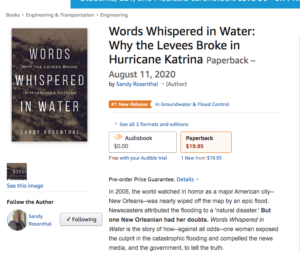 Books › Engineering & Transportation › Engineering
WORDS
WHY THE LEVEES BROKE
WHISPERED
IN HURRICANE KATRINA
IN WATER
SANDY ROSENTHAL
See this image
Follow the Author
Sandy
Rosenthal
✓ Following
Words Whispered in Water:
Why the Levees Broke in
Hurricane Katrina Paperback –
August 11, 2020
by Sandy Rosenthal (Author)
#1 New Release in Groundwater & Flood Control
See all 2 formats and editions
Audiobook
$0.00
Free with your Audible trial
Paperback
$19.95
1 New from $19.95
Pre-order Price Guarantee. Details
In 2005, the world watched in horror as a major American city–
New Orleans–was nearly wiped off the map by an epic flood.
Newscasters attributed the flooding to a 'natural disaster.' But
one New Orleanian had her doubts. Words Whispered in
Water is the story of how–against all odds–one woman exposed
the culprit in the catastrophic flooding and compelled the news
media, and the government, to tell the truth.